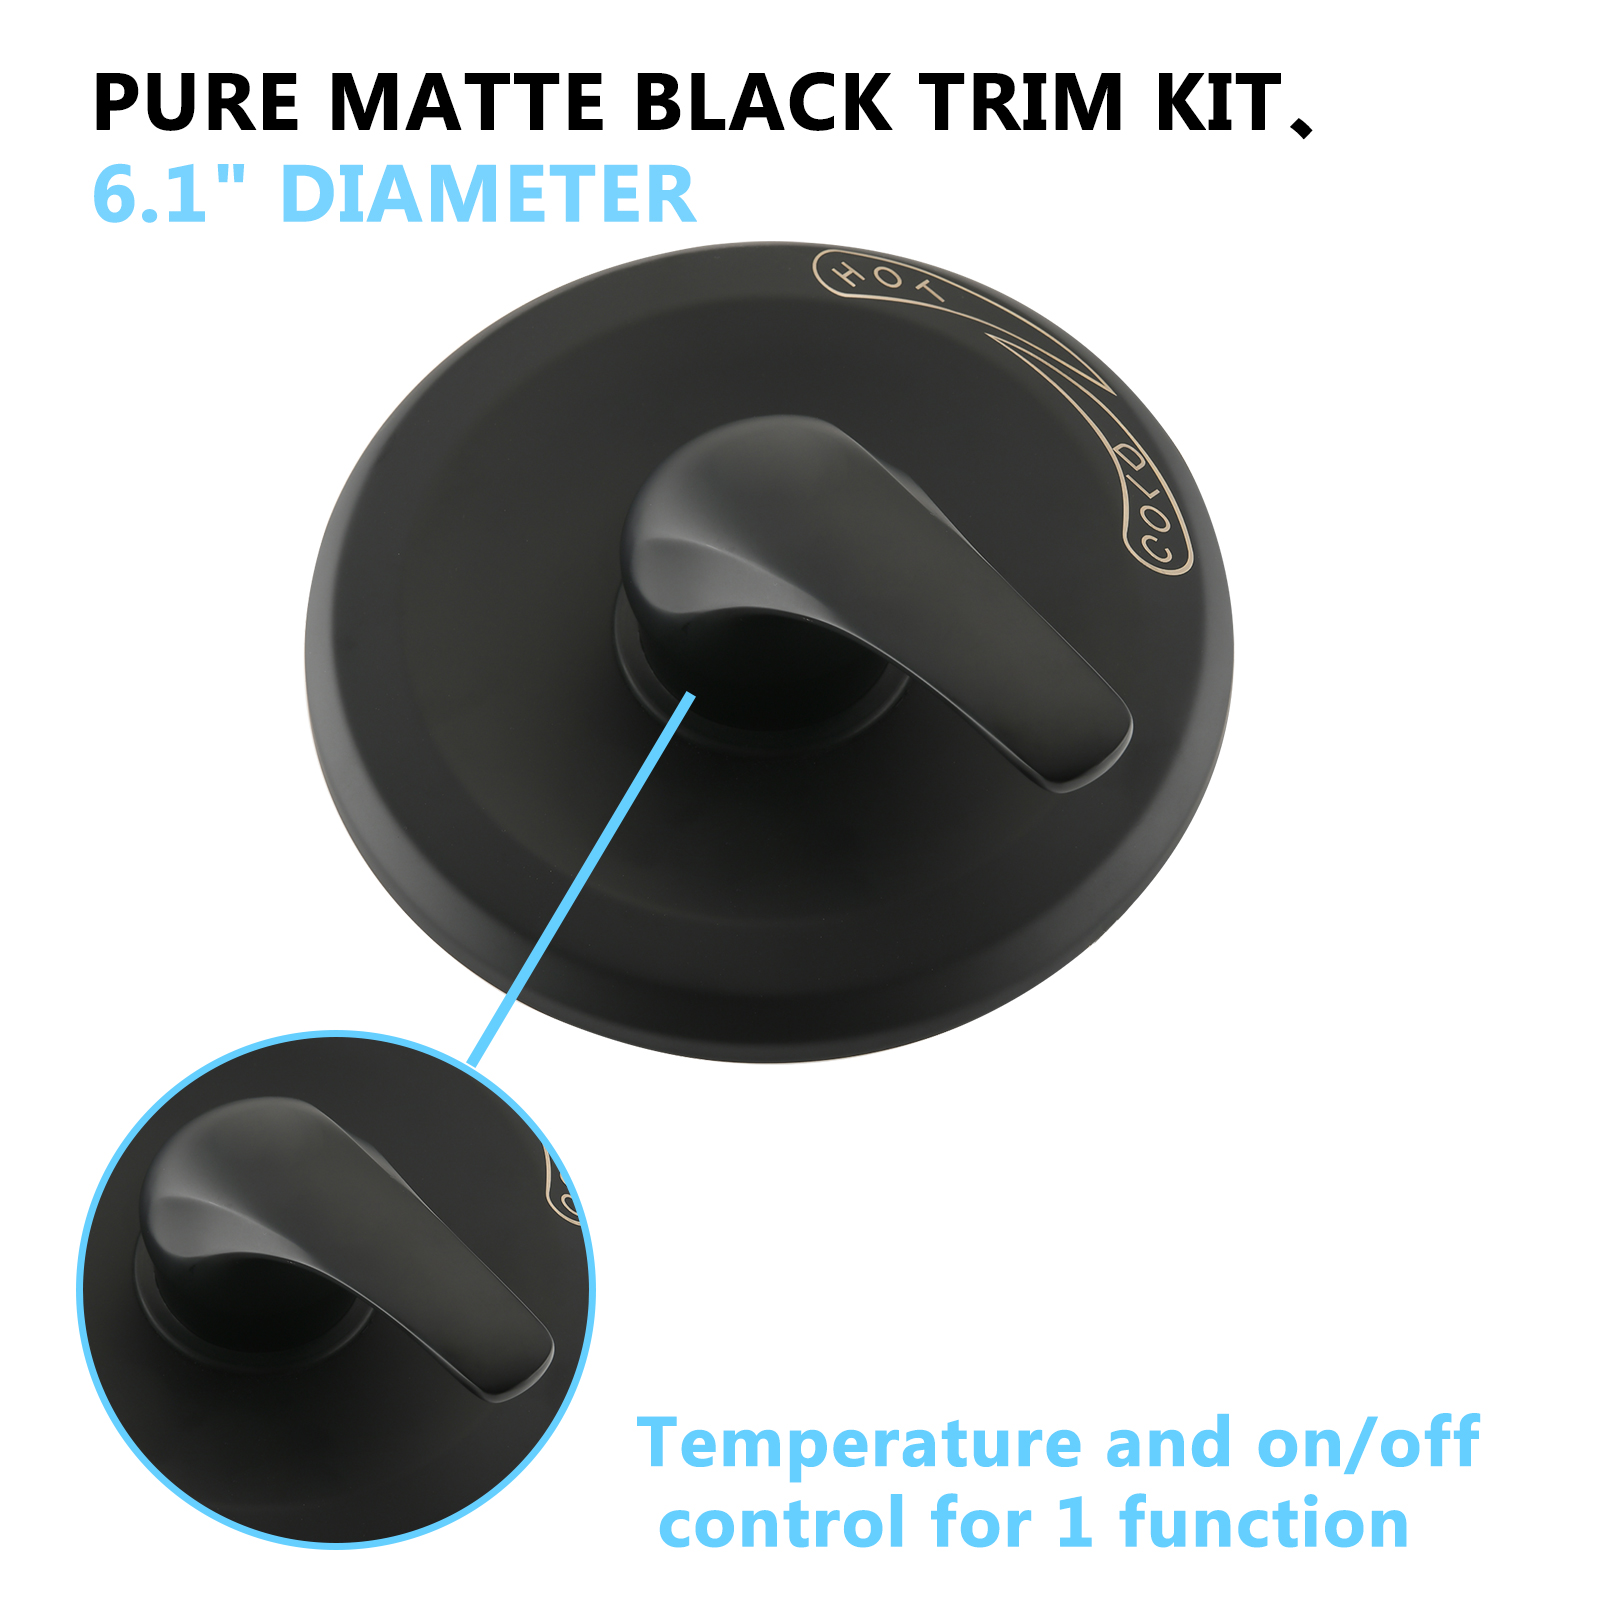 PURE MATTE BLACK TRIM KIT、
6.1" DIAMETER
HOT
COLD
Temperature and on/off
control for 1 function